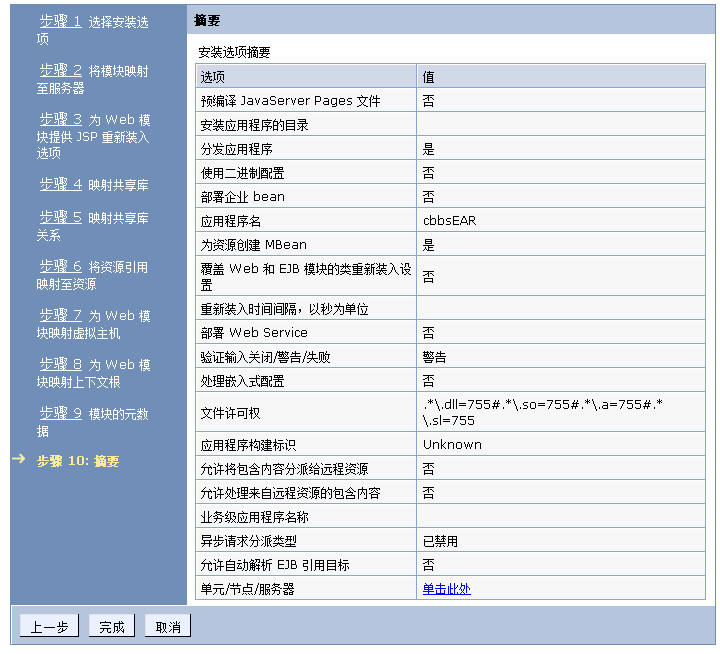 步骤 1 选择安装选
项
步骤 2 将模块映射
至服务器
步骤 3 为 Web 模
块提供 JSP 重新装入
选项
步骤 4 映射共享库
步骤 5 映射共享库
关系
步骤 6 将资源引用
映射至资源
步骤 7 为 Web 模
块映射虚拟主机
步骤 8 为 Web 模
块映射上下文根
步骤 9 模块的元数
据
步骤 10: 摘要
摘要
安装选项摘要
选项 值
预编译 JavaServer Pages 文件 否
安装应用程序的目录
分发应用程序 是
使用二进制配置 否
部署企业 bean 否
应用程序名 cbbsEAR
为资源创建 MBean 是
覆盖 Web 和 EJB 模块的类重新装入设
置 否
重新装入时间间隔，以秒为单位
部署 Web Service 否
验证输入关闭/警告/失败 警告
处理嵌入式配置 否
文件许可权 .*\.dll=755#.*\.so=755#.*\.a=755#.*
\.sl=755
应用程序构建标识 Unknown
允许将包含内容分派给远程资源 否
允许处理来自远程资源的包含内容 否
业务级应用程序名称
异步请求分派类型 已禁用
允许自动解析 EJB 引用目标 否
单元/节点/服务器 单击此处
上一步 完成 取消